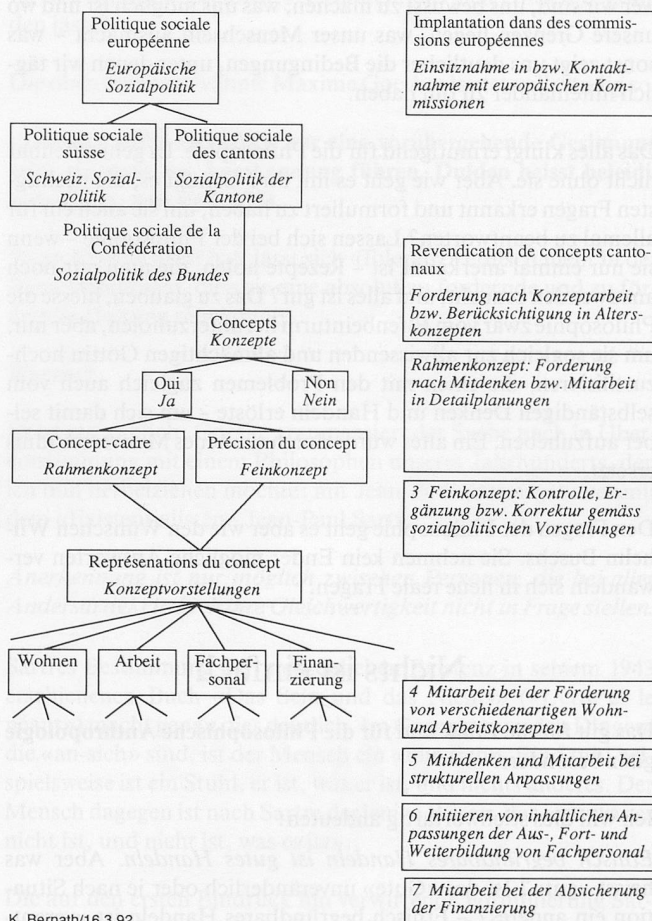 Politique sociale
européenne
Europäische
Sozialpolitik
Politique sociale
suisse
Schweiz. Sozial-
politik
Politique sociale
des cantons
Sozialpolitik der
Kantone
Politique sociale de la
Confédération
Sozialpolitik des Bundes
Concepts
Konzepte
Oui
Ja
Non
Nein
Concept-cadre
Rahmenkonzept
Précision du concept
Feinkonzept
Représenations du concept
Konzeptvorstellungen
Wohnen
Arbeit
Fachper-
sonal
Finan-
zierung
K. Bernath/16.3.92
Implantation dans des commis-
sions européennes
Einsitznahme in bzw. Kontakt-
nahme mit europäischen Kom-
missionen
Revendication de concepts canto-
naux
Forderung nach Konzeptarbeit
bzw. Berücksichtigung in Alters-
konzepten
Rahmenkonzept: Forderung
nach Mitdenken bzw. Mitarbeit
in Detailplanungen
3 Feinkonzept: Kontrolle, Er-
gänzung bzw. Korrektur gemäss
sozialpolitischen Vorstellungen
4 Mitarbeit bei der Förderung
von verschiedenartigen Wohn-
und Arbeitskonzepten
5 Mithdenken und Mitarbeit bei
strukturellen Anpassungen
6 Initiieren von inhaltlichen An-
passungen der Aus-, Fort- und
Weiterbildung von Fachpersonal
7 Mitarbeit bei der Absicherung
der Finanzierung